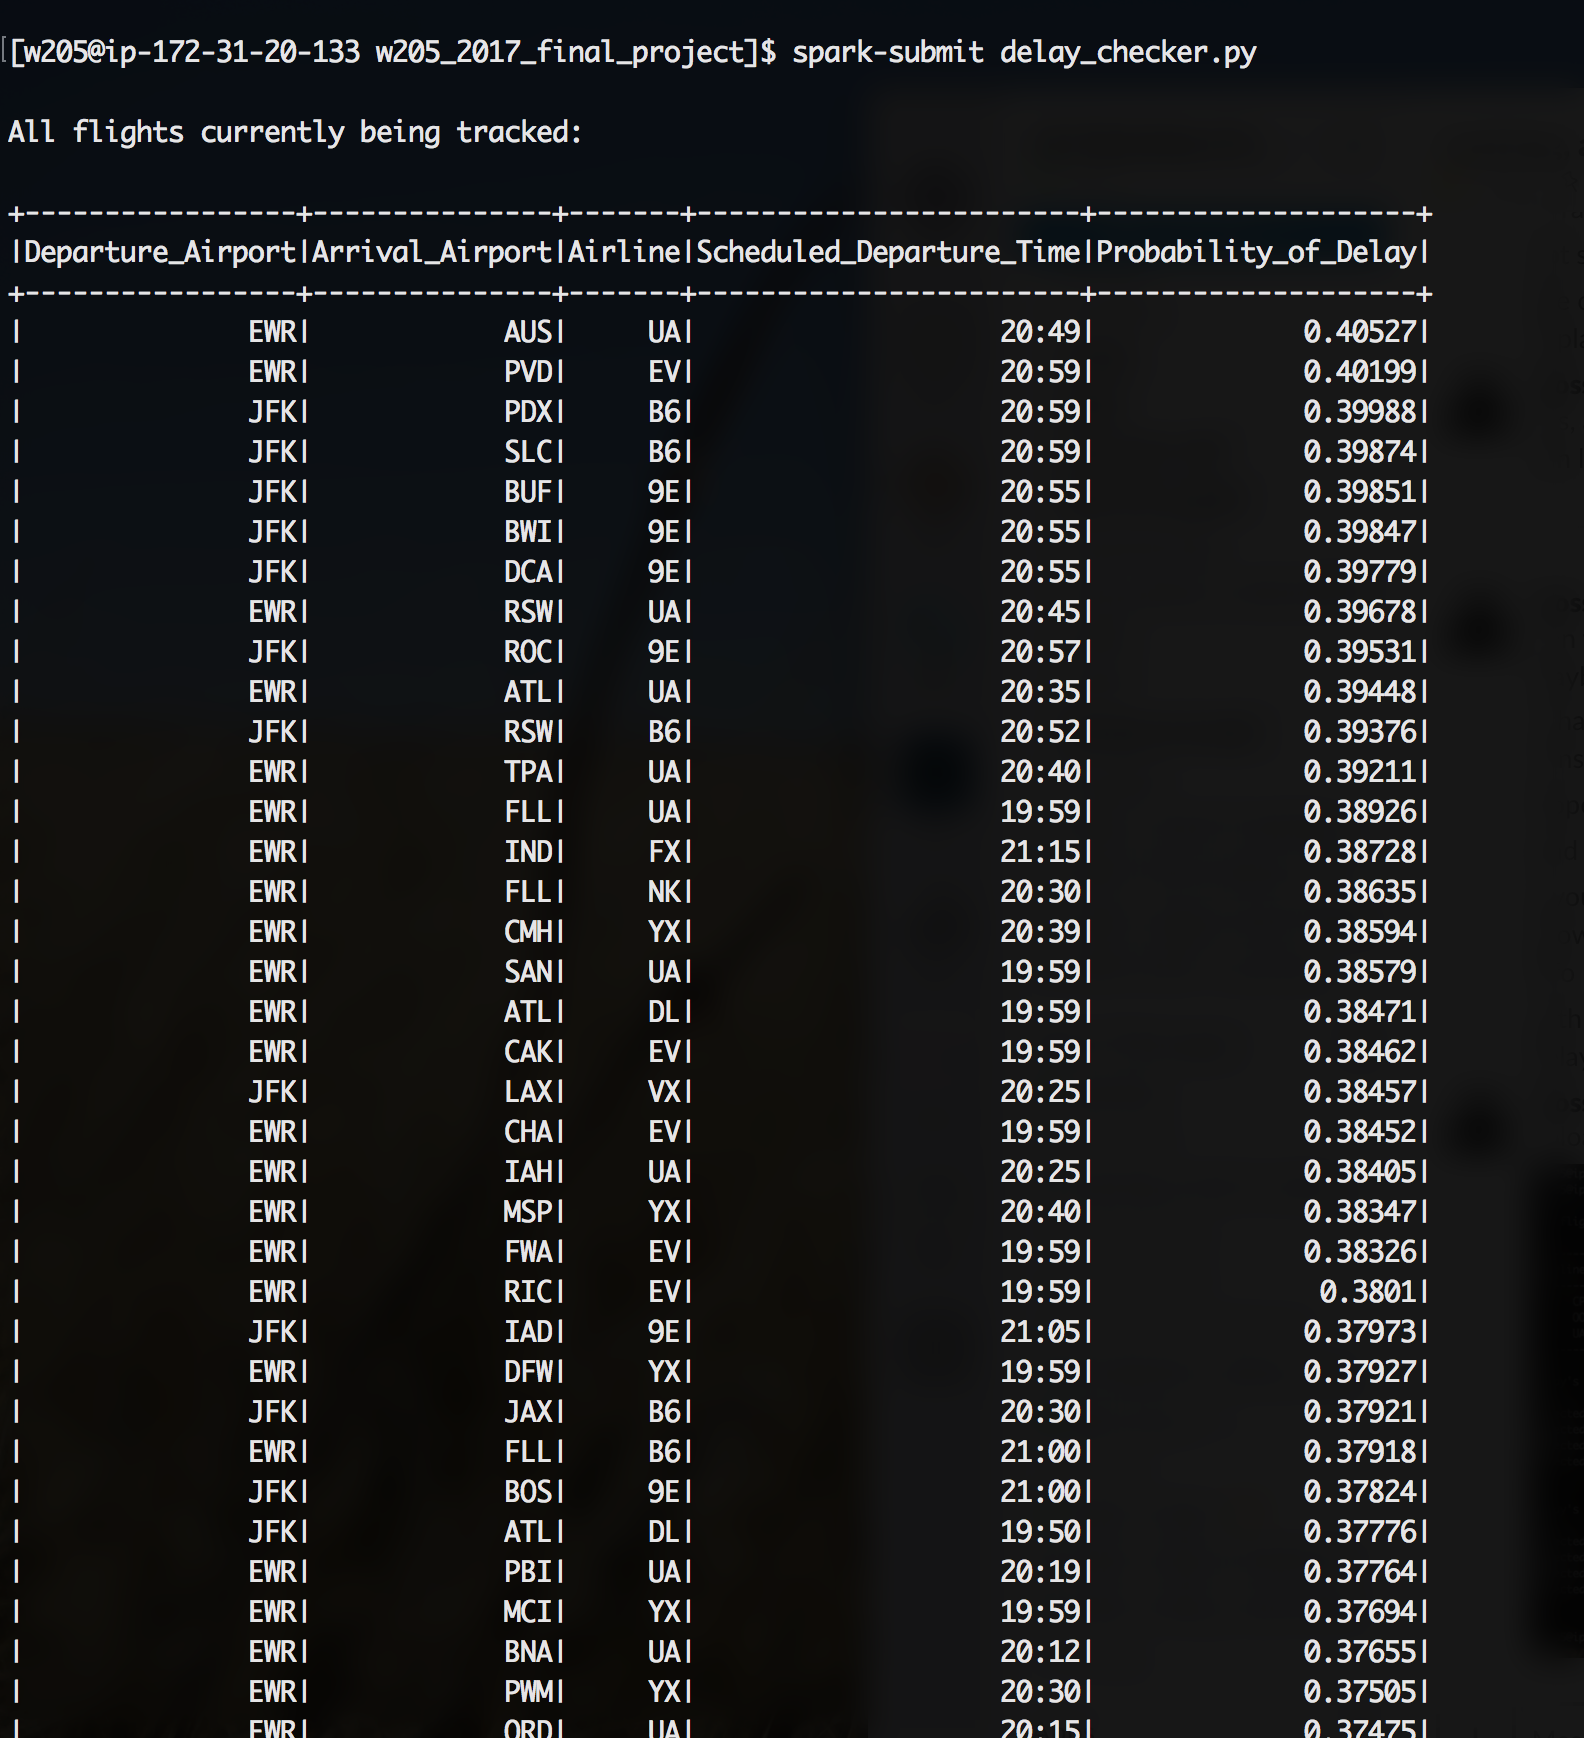 [w205@ip-172-31-20-133 w205_2017_final_project]$ spark-submit delay_checker.py
All flights currently being tracked:
+-----------------+---------------+-------+------------------------+--------------------+
|Departure_Airport|Arrival_Airport|Airline|Scheduled_Departure_Time|Probability_of_Delay|
+-----------------+---------------+-------+------------------------+--------------------+
|              EWR|            AUS|     UA|                   20:49|             0.40527|
|              EWR|            PVD|     EV|                   20:59|             0.40199|
|              JFK|            PDX|     B6|                   20:59|             0.39988|
|              JFK|            SLC|     B6|                   20:59|             0.39874|
|              JFK|            BUF|     9E|                   20:55|             0.39851|
|              JFK|            BWI|     9E|                   20:55|             0.39847|
|              JFK|            DCA|     9E|                   20:55|             0.39779|
|              EWR|            RSW|     UA|                   20:45|             0.39678|
|              JFK|            ROC|     9E|                   20:57|             0.39531|
|              EWR|            ATL|     UA|                   20:35|             0.39448|
|              JFK|            RSW|     B6|                   20:52|             0.39376|
|              EWR|            TPA|     UA|                   20:40|             0.39211|
|              EWR|            FLL|     UA|                   19:59|             0.38926|
|              EWR|            IND|     FX|                   21:15|             0.38728|
|              EWR|            FLL|     NK|                   20:30|             0.38635|
|              EWR|            CMH|     YX|                   20:39|             0.38594|
|              EWR|            SAN|     UA|                   19:59|             0.38579|
|              EWR|            ATL|     DL|                   19:59|             0.38471|
|              EWR|            CAK|     EV|                   19:59|             0.38462|
|              JFK|            LAX|     VX|                   20:25|             0.38457|
|              EWR|            CHA|     EV|                   19:59|             0.38452|
|              EWR|            IAH|     UA|                   20:25|             0.38405|
|              EWR|            MSP|     YX|                   20:40|             0.38347|
|              EWR|            FWA|     EV|                   19:59|             0.38326|
|              EWR|            RIC|     EV|                   19:59|              0.3801|
|              JFK|            IAD|     9E|                   21:05|             0.37973|
|              EWR|            DFW|     YX|                   19:59|             0.37927|
|              JFK|            JAX|     B6|                   20:30|             0.37921|
|              EWR|            FLL|     B6|                   21:00|             0.37918|
|              JFK|            BOS|     9E|                   21:00|             0.37824|
|              JFK|            ATL|     DL|                   19:50|             0.37776|
|              EWR|            PBI|     UA|                   20:19|             0.37764|
|              EWR|            MCI|     YX|                   19:59|             0.37694|
|              EWR|            BNA|     UA|                   20:12|             0.37655|
|              EWR|            PWM|     YX|                   20:30|             0.37505|
|              EWR|            ORD|     UA|                   20:15|             0.37475|